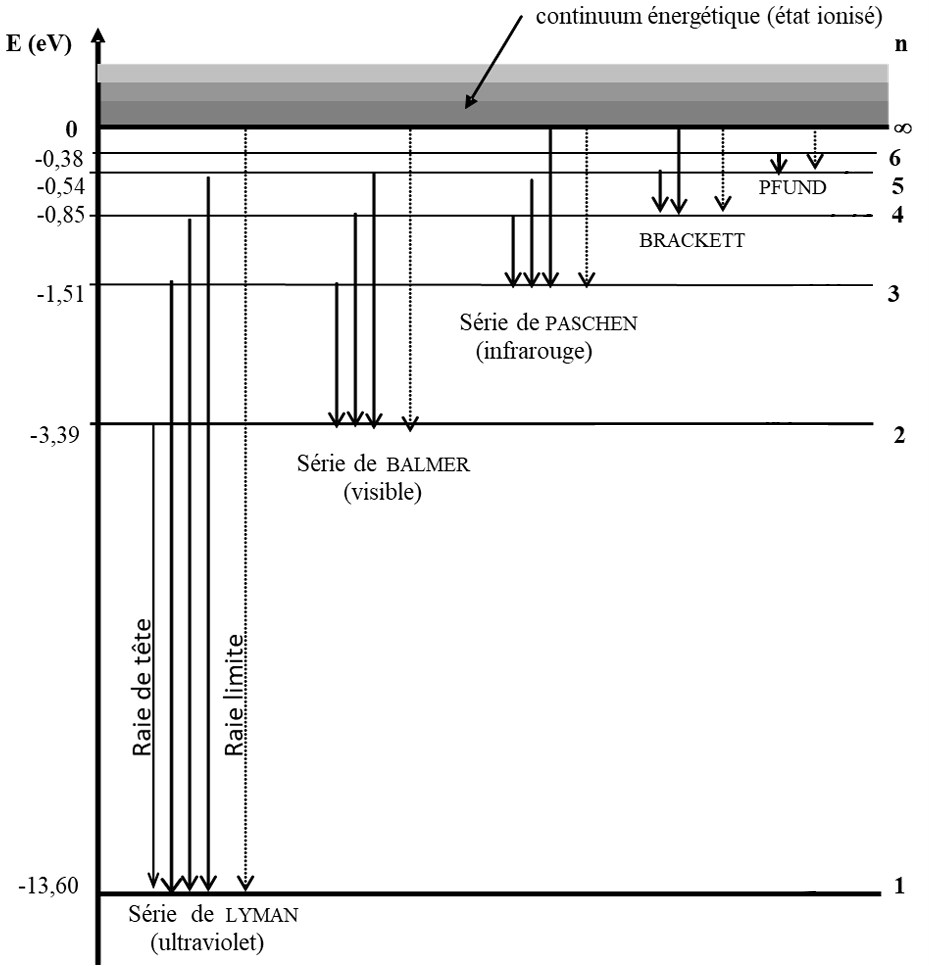 continuum énergétique (état ionisé)
E (eV)
n
0
∞
-0,38
6
-0,54
5
PFUND
-0,85
4
BRACKETT
-1,51
3
Série de PASCHEN
(infrarouge)
-3,39
2
Série de BALMER
(visible)
Raie de tête
Raie limite
-13,60
1
Série de LYMAN
(ultraviolet)